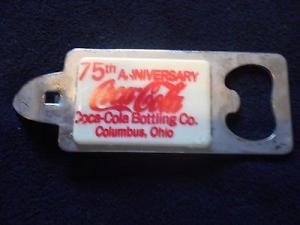 75th ANNIVERSARY
Coca-Cola
Coca-Cola Bottling Co.
Columbus, Ohio